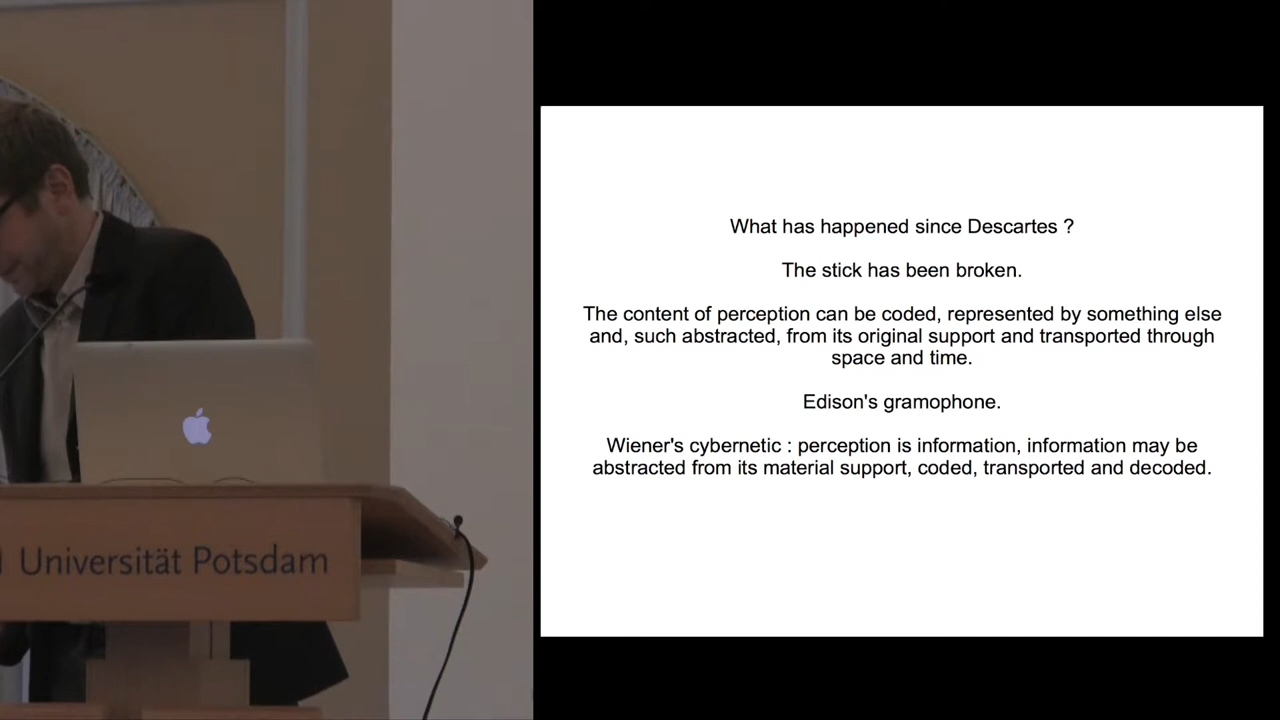 What has happened since Descartes ?
The stick has been broken.
The content of perception can be coded, represented by something else
and, such abstracted, from its original support and transported through
space and time.
Edison's gramophone.
Wiener's cybernetic : perception is information, information may be
abstracted from its material support, coded, transported and decoded.
Universität Potsdam